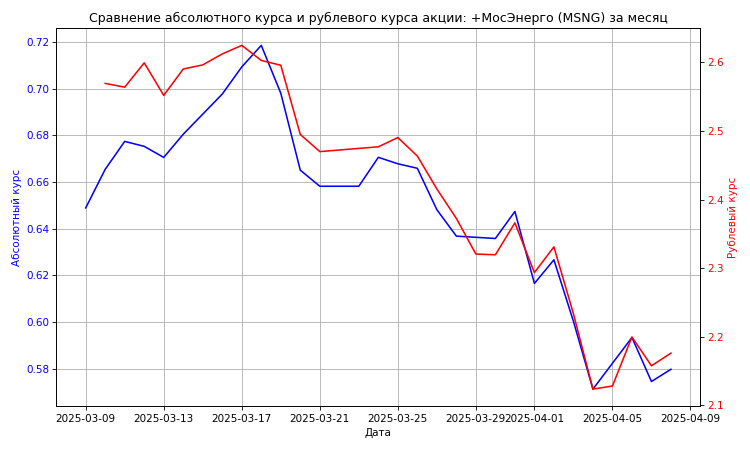 Сравнение абсолютного курса и рублевого курса акции: +МосЭнерго (MSNG) за месяц
Абсолютный курс
0.72
0.70
0.68
0.66
0.64
0.62
0.60
0.58
2.6
2.5
2.4
2.3
2.2
2.1
Рублевый курс
2025-03-09 2025-03-13 2025-03-17 2025-03-21 2025-03-25 2025-03-29 2025-04-01 2025-04-05 2025-04-09
Дата